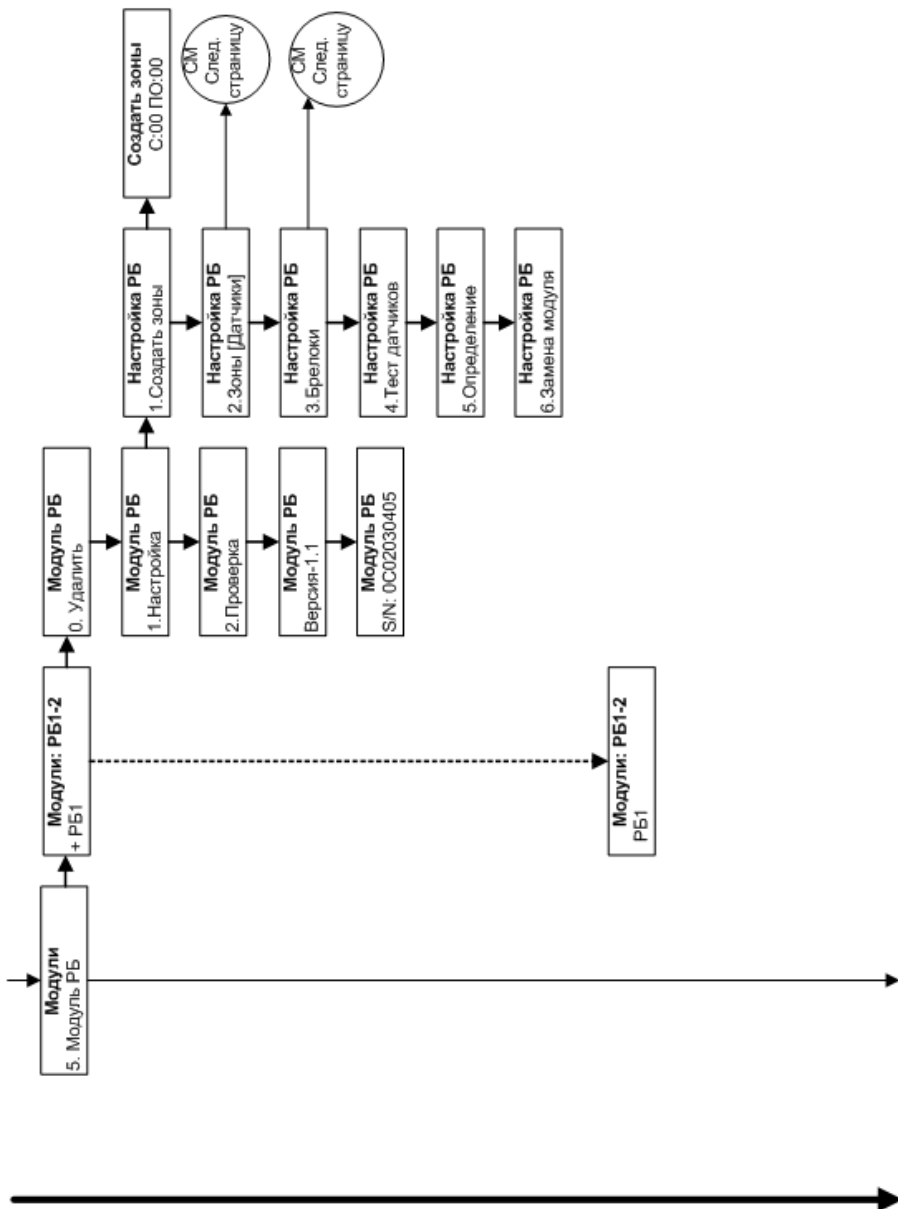 Модули
5. Модуль РБ
Модули: РБ1-2
+ РБ1
Модули: РБ1-2
РБ1
Модуль РБ
0. Удалить
Модуль РБ
1.Настройка
Модуль РБ
2.Проверка
Модуль РБ
Версия-1.1
Модуль РБ
S/N: 0C02030405
Настройка РБ
1.Создать зоны
Настройка РБ
2.Зоны [Датчики]
Настройка РБ
3.Брелоки
Настройка РБ
4.Тест датчиков
Настройка РБ
5.Определение
Настройка РБ
6.Замена модуля
Создать зоны
С:00 ПО:00
СМ
След.
страницу
СМ
След.
страницу